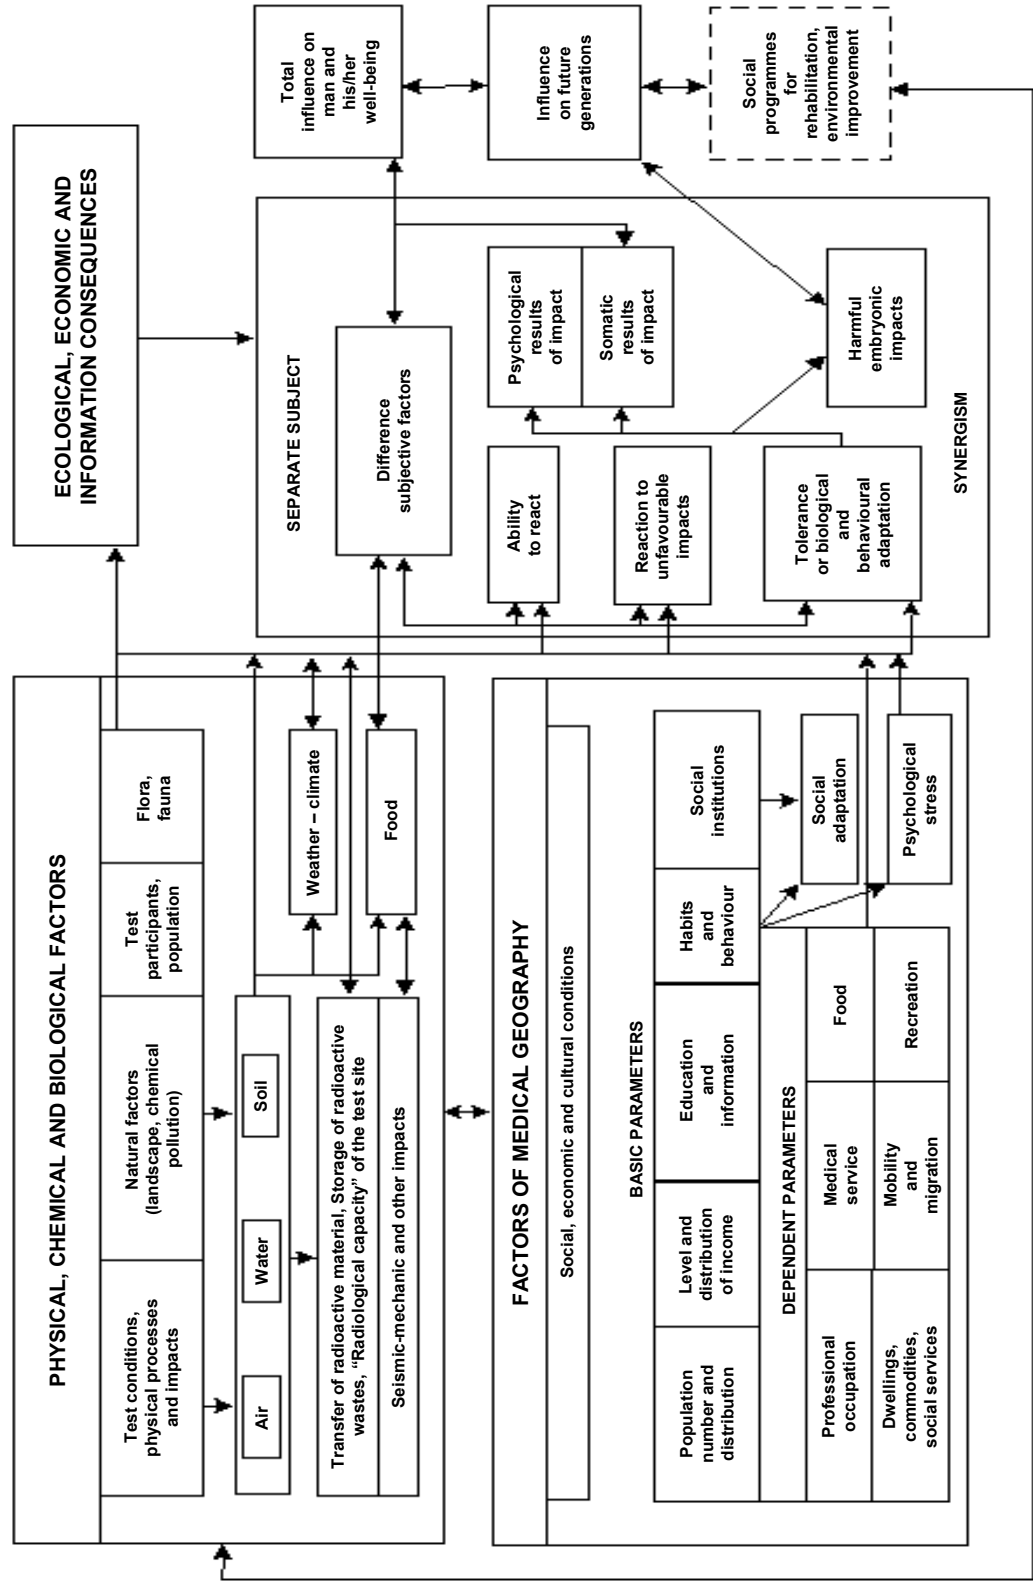 PHYSICAL, CHEMICAL AND BIOLOGICAL FACTORS
Test conditions,
physical processes
and impacts
Natural factors
(landscape, chemical
pollution)
Test
participants,
population
Flora,
fauna
Air
Water
Soil
Weather – climate
Transfer of radioactive material, Storage of radioactive
wastes, “Radiological capacity” of the test site
Seismic-mechanic and other impacts
Food
FACTORS OF MEDICAL GEOGRAPHY
Social, economic and cultural conditions
BASIC PARAMETERS
Population
number and
distribution
Level and
distribution
of income
Education
and
information
Habits
and
behaviour
Social
institutions
DEPENDENT PARAMETERS
Professional
occupation
Medical
service
Food
Dwellings,
commodities,
social services
Mobility
and
migration
Recreation
Social
adaptation
Psychological
stress
ECOLOGICAL, ECONOMIC AND
INFORMATION CONSEQUENCES
SEPARATE SUBJECT
Difference
subjective factors
Ability
to react
Reaction to
unfavourable
impacts
Tolerance
or biological
and
behavioural
adaptation
Psychological
results
of impact
Somatic
results
of impact
Harmful
embryonic
impacts
SYNERGISM
Total
influence on
man and
his/her
well-being
Influence
on future
generations
Social
programmes
for
rehabilitation,
environmental
improvement